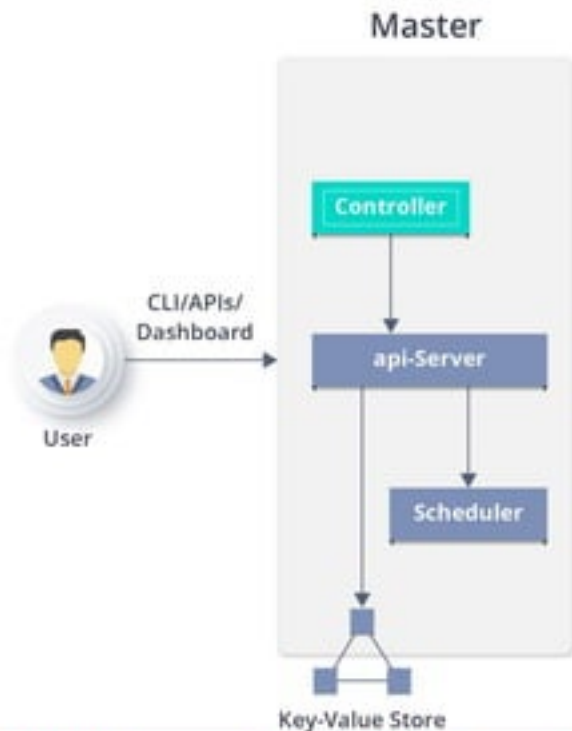 Master
Controller
CLI/APIs/
Dashboard
api-Server
User
Scheduler
Key-Value Store